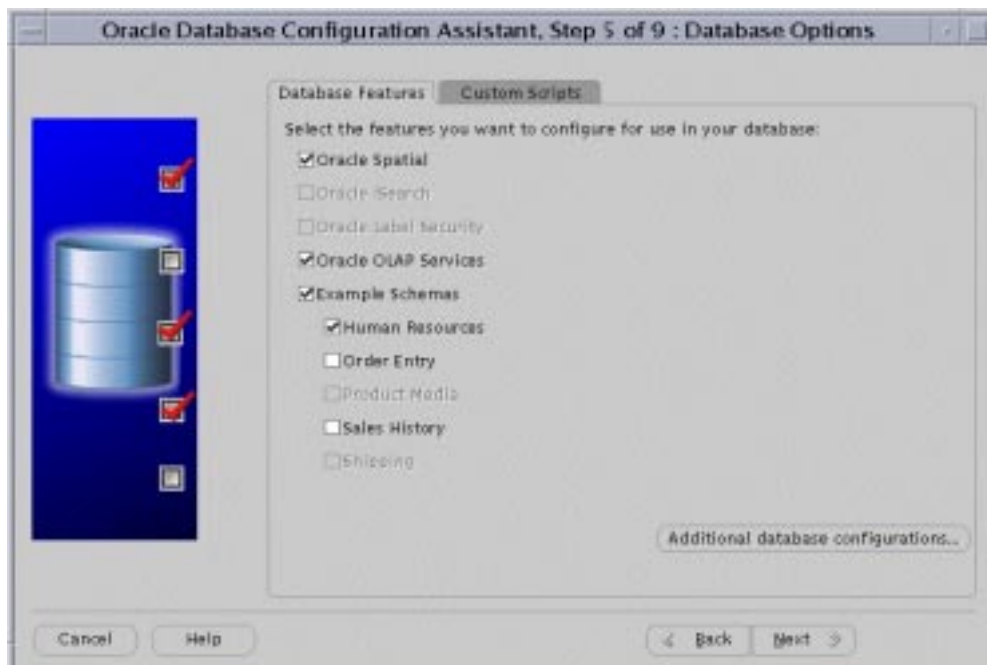 Oracle Database Configuration Assistant, Step 5 of 9 : Database Options
Database Features
Custom Scripts
Select the features you want to configure for use in your database:
Oracle Spatial
Oracle iSearch
Oracle Label Security
Oracle OLAP Services
Example Schemas
Human Resources
Order Entry
Product Media
Sales History
Shipping
Additional database configurations...
Cancel
Help
Back
Next